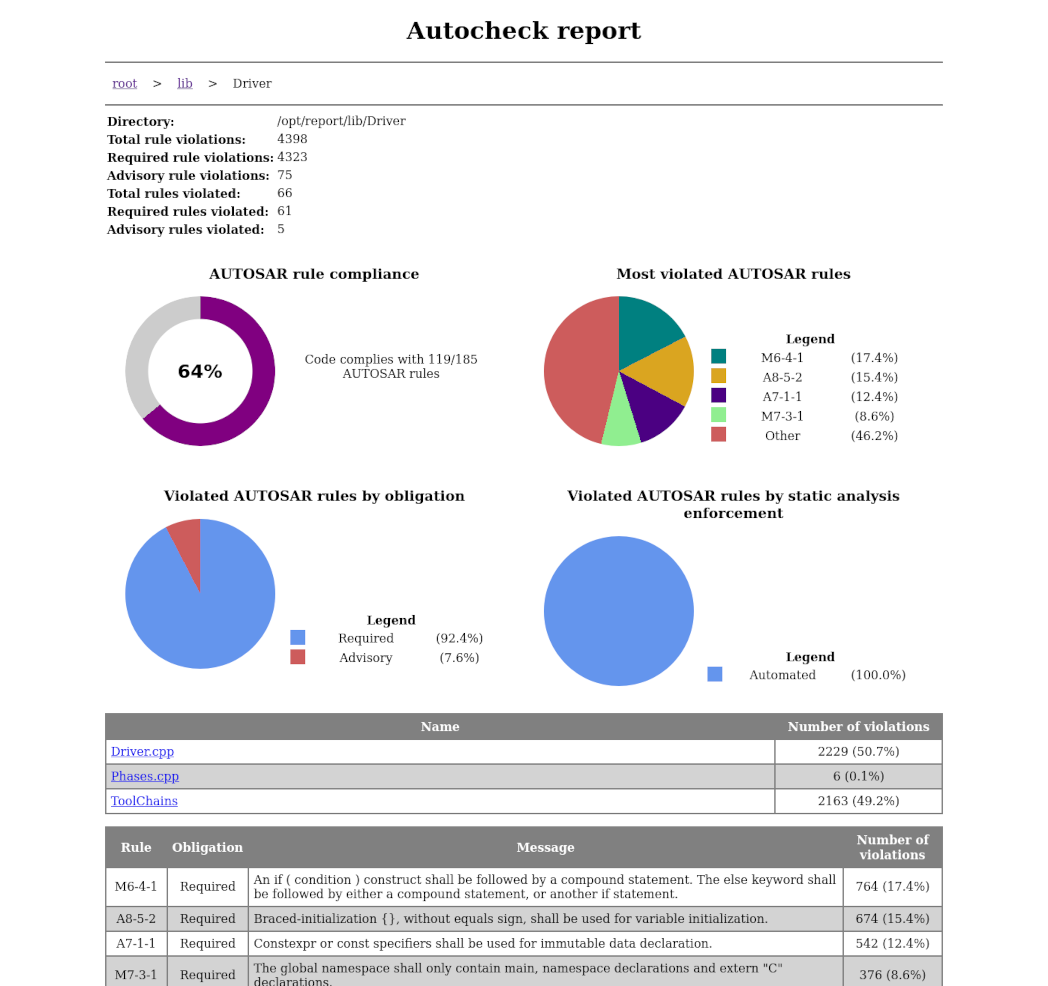 Autocheck report
root > lib > Driver
Directory: /opt/report/lib/Driver
Total rule violations: 4398
Required rule violations: 4323
Advisory rule violations: 75
Total rules violated: 66
Required rules violated: 61
Advisory rules violated: 5
AUTOSAR rule compliance
64%
Code complies with 119/185
AUTOSAR rules
Most violated AUTOSAR rules
Legend
M6-4-1 (17.4%)
A8-5-2 (15.4%)
A7-1-1 (12.4%)
M7-3-1 (8.6%)
Other (46.2%)
Violated AUTOSAR rules by obligation
Legend
Required (92.4%)
Advisory (7.6%)
Violated AUTOSAR rules by static analysis
enforcement
Legend
Automated (100.0%)
Name Number of violations
Driver.cpp 2229 (50.7%)
Phases.cpp 6 (0.1%)
ToolChains 2163 (49.2%)
Rule Obligation Message Number of
violations
M6-4-1 Required An if ( condition ) construct shall be followed by a compound statement. The else keyword shall
be followed by either a compound statement, or another if statement. 764 (17.4%)
A8-5-2 Required Braced-initialization {}, without equals sign, shall be used for variable initialization. 674 (15.4%)
A7-1-1 Required Constexpr or const specifiers shall be used for immutable data declaration. 542 (12.4%)
M7-3-1 Required The global namespace shall only contain main, namespace declarations and extern "C"
declarations. 376 (8.6%)